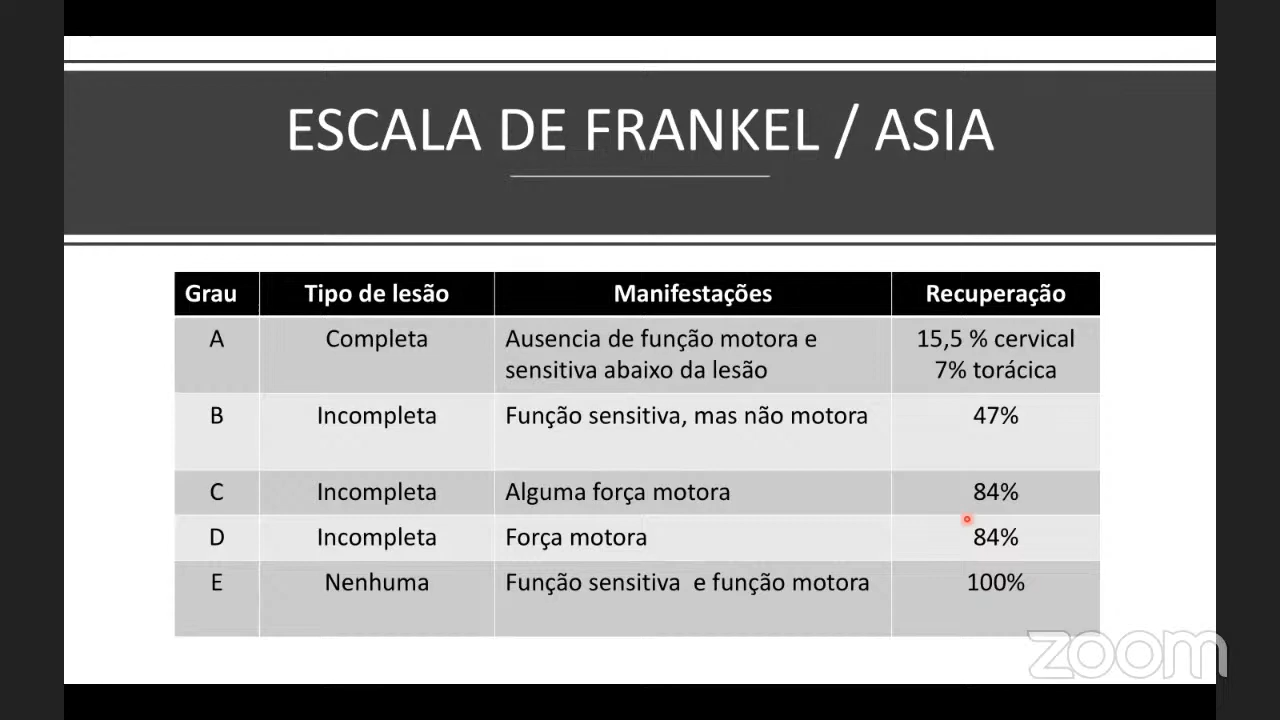 ESCALA DE FRANKEL / ASIA
Grau Tipo de lesão Manifestações Recuperação
A Completa Ausencia de função motora e sensitiva abaixo da lesão 15,5 % cervical 7% torácica
B Incompleta Função sensitiva, mas não motora 47%
C Incompleta Alguma força motora 84%
D Incompleta Força motora 84%
E Nenhuma Função sensitiva e função motora 100%
zoom